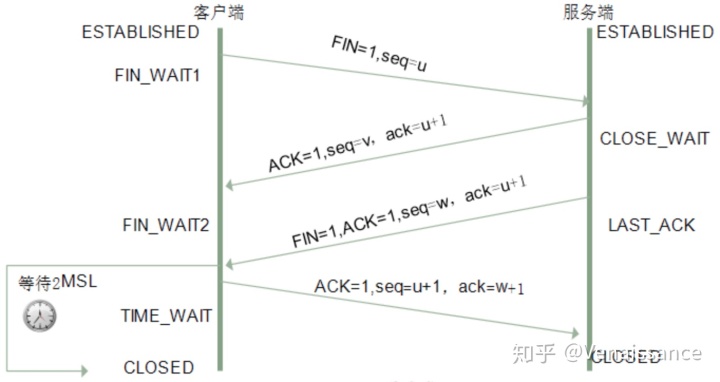 客户端
服务端
ESTABLISHED
ESTABLISHED
FIN=1,seq=u
FIN_WAIT1
ACK=1,seq=v，ack=u+1
CLOSE_WAIT
FIN=1,ACK=1,seq=w，ack=u+1
FIN_WAIT2
LAST_ACK
等待2MSL
ACK=1,seq=u+1，ack=w+1
TIME_WAIT
CLOSED
CLOSED
知乎 @Venaissance